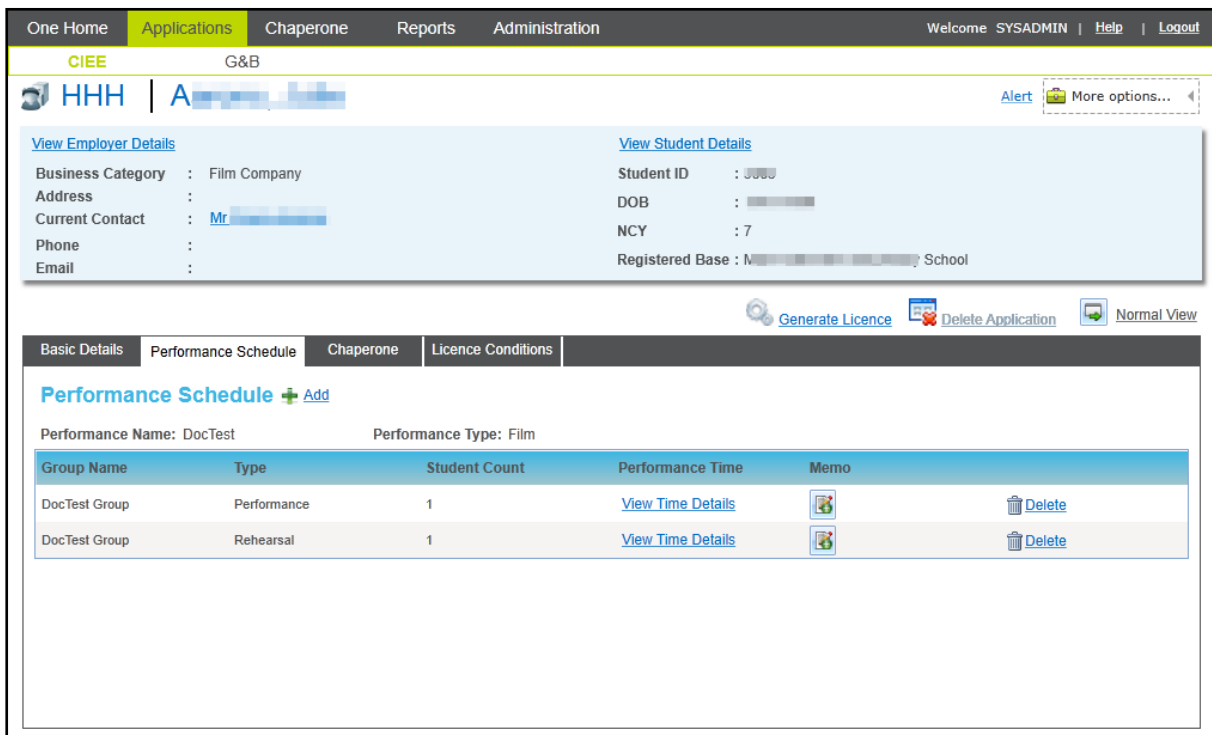 One Home Applications Chaperone Reports Administration Welcome SYSADMIN | Help | Logout
CIEE G&B
HHH | A
Alert More options...
View Employer Details
Business Category : Film Company
Address :
Current Contact : Mr
Phone :
Email :
View Student Details
Student ID :
DOB :
NCY : 7
Registered Base : M School
Generate Licence Delete Application Normal View
Basic Details Performance Schedule Chaperone Licence Conditions
Performance Schedule Add
Performance Name: DocTest Performance Type: Film
Group Name Type Student Count Performance Time Memo
DocTest Group Performance 1 View Time Details Delete
DocTest Group Rehearsal 1 View Time Details Delete